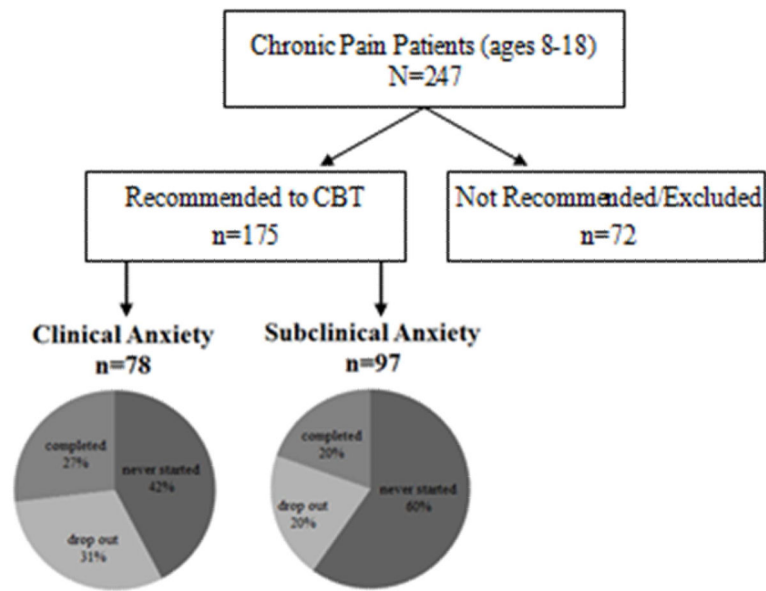 Chronic Pain Patients (ages 8-18)
N=247
Recommended to CBT
n=175
Not Recommended/Excluded
n=72
Clinical Anxiety
n=78
Subclinical Anxiety
n=97
completed
27%
never started
42%
drop out
31%
completed
20%
never started
60%
drop out
20%